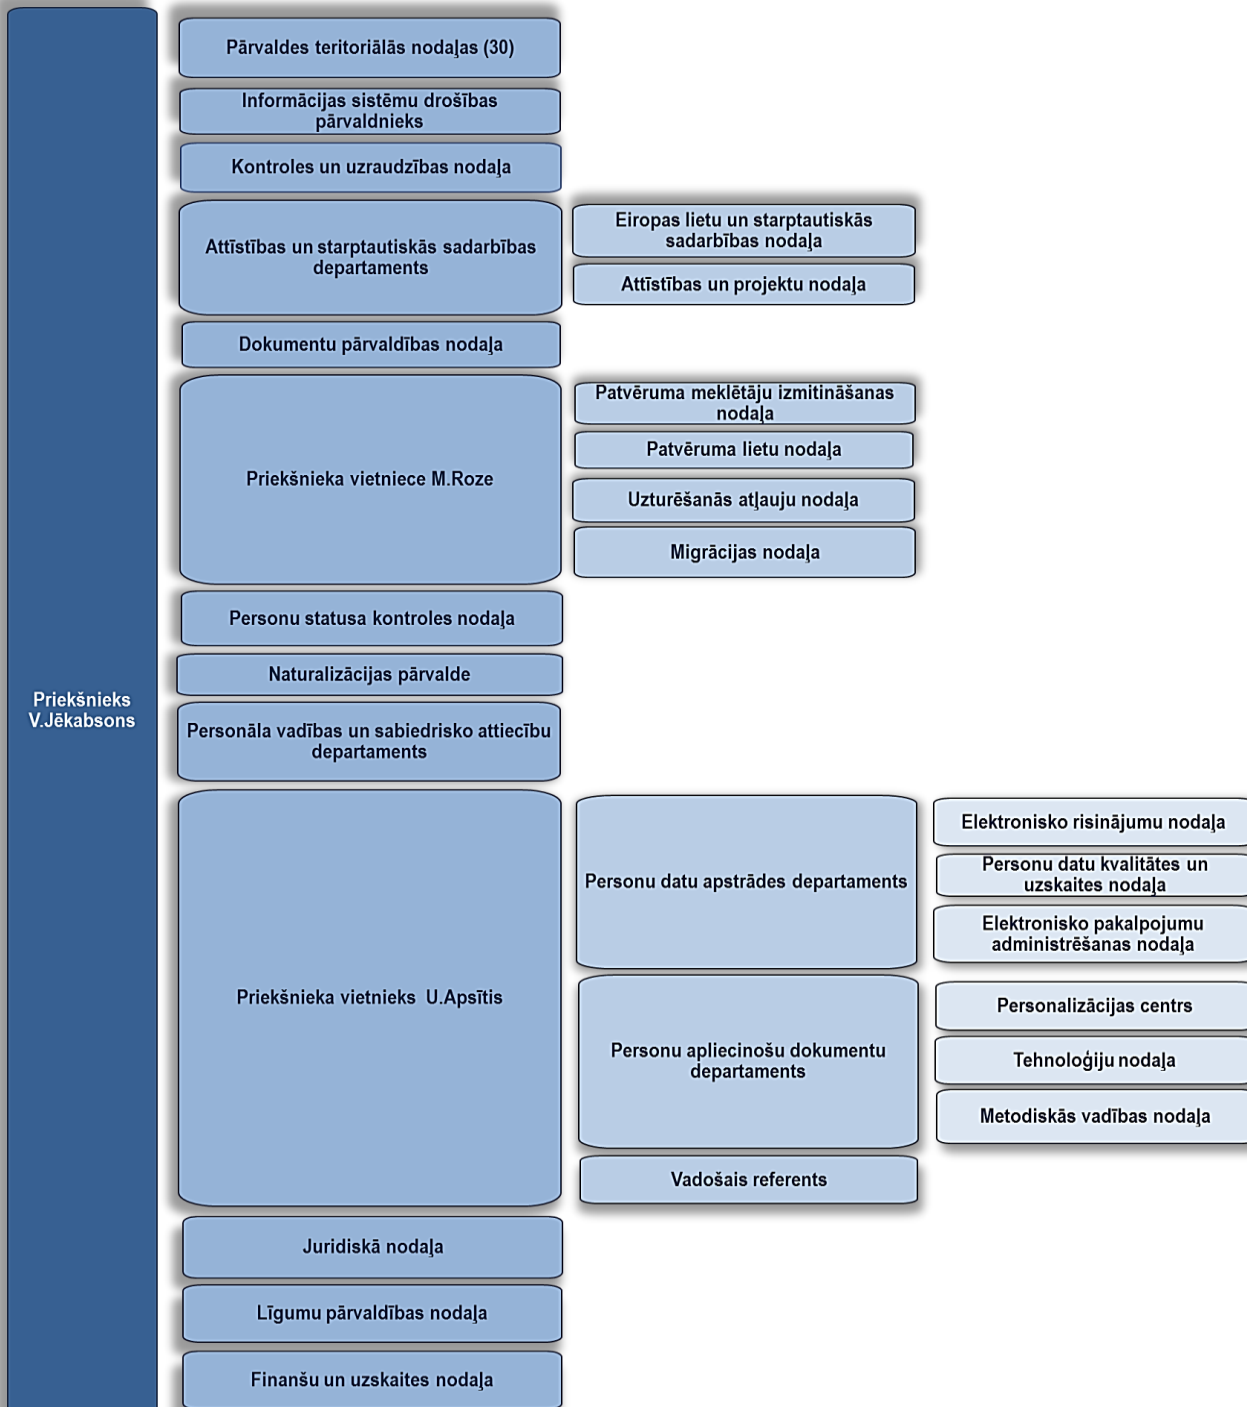 Priekšnieks
V.Jēkabsons
Pārvaldes teritoriālās nodaļas (30)
Informācijas sistēmu drošības
pārvaldnieks
Kontroles un uzraudzības nodaļa
Attīstības un starptautiskās sadarbības
departaments
Eiropas lietu un starptautiskās
sadarbības nodaļa
Attīstības un projektu nodaļa
Dokumentu pārvaldības nodaļa
Priekšnieka vietniece M.Roze
Patvēruma meklētāju izmitināšanas
nodaļa
Patvēruma lietu nodaļa
Uzturēšanās atļauju nodaļa
Migrācijas nodaļa
Personu statusa kontroles nodaļa
Naturalizācijas pārvalde
Personāla vadības un sabiedrisko attiecību
departaments
Priekšnieka vietnieks U.Apsītis
Personu datu apstrādes departaments
Elektronisko risinājumu nodaļa
Personu datu kvalitātes un
uzskaites nodaļa
Elektronisko pakalpojumu
administrēšanas nodaļa
Personu apliecinošu dokumentu
departaments
Personalizācijas centrs
Tehnoloģiju nodaļa
Metodiskās vadības nodaļa
Vadošais referents
Juridiskā nodaļa
Līgumu pārvaldības nodaļa
Finanšu un uzskaites nodaļa